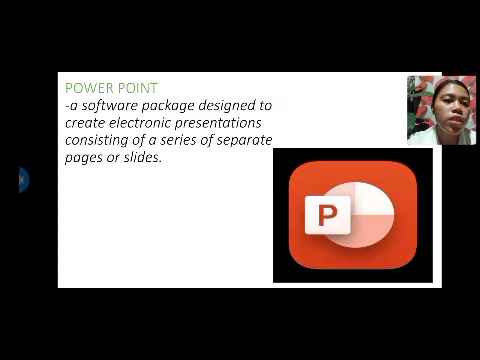 POWER POINT
-a software package designed to
create electronic presentations
consisting of a series of separate
pages or slides.
P